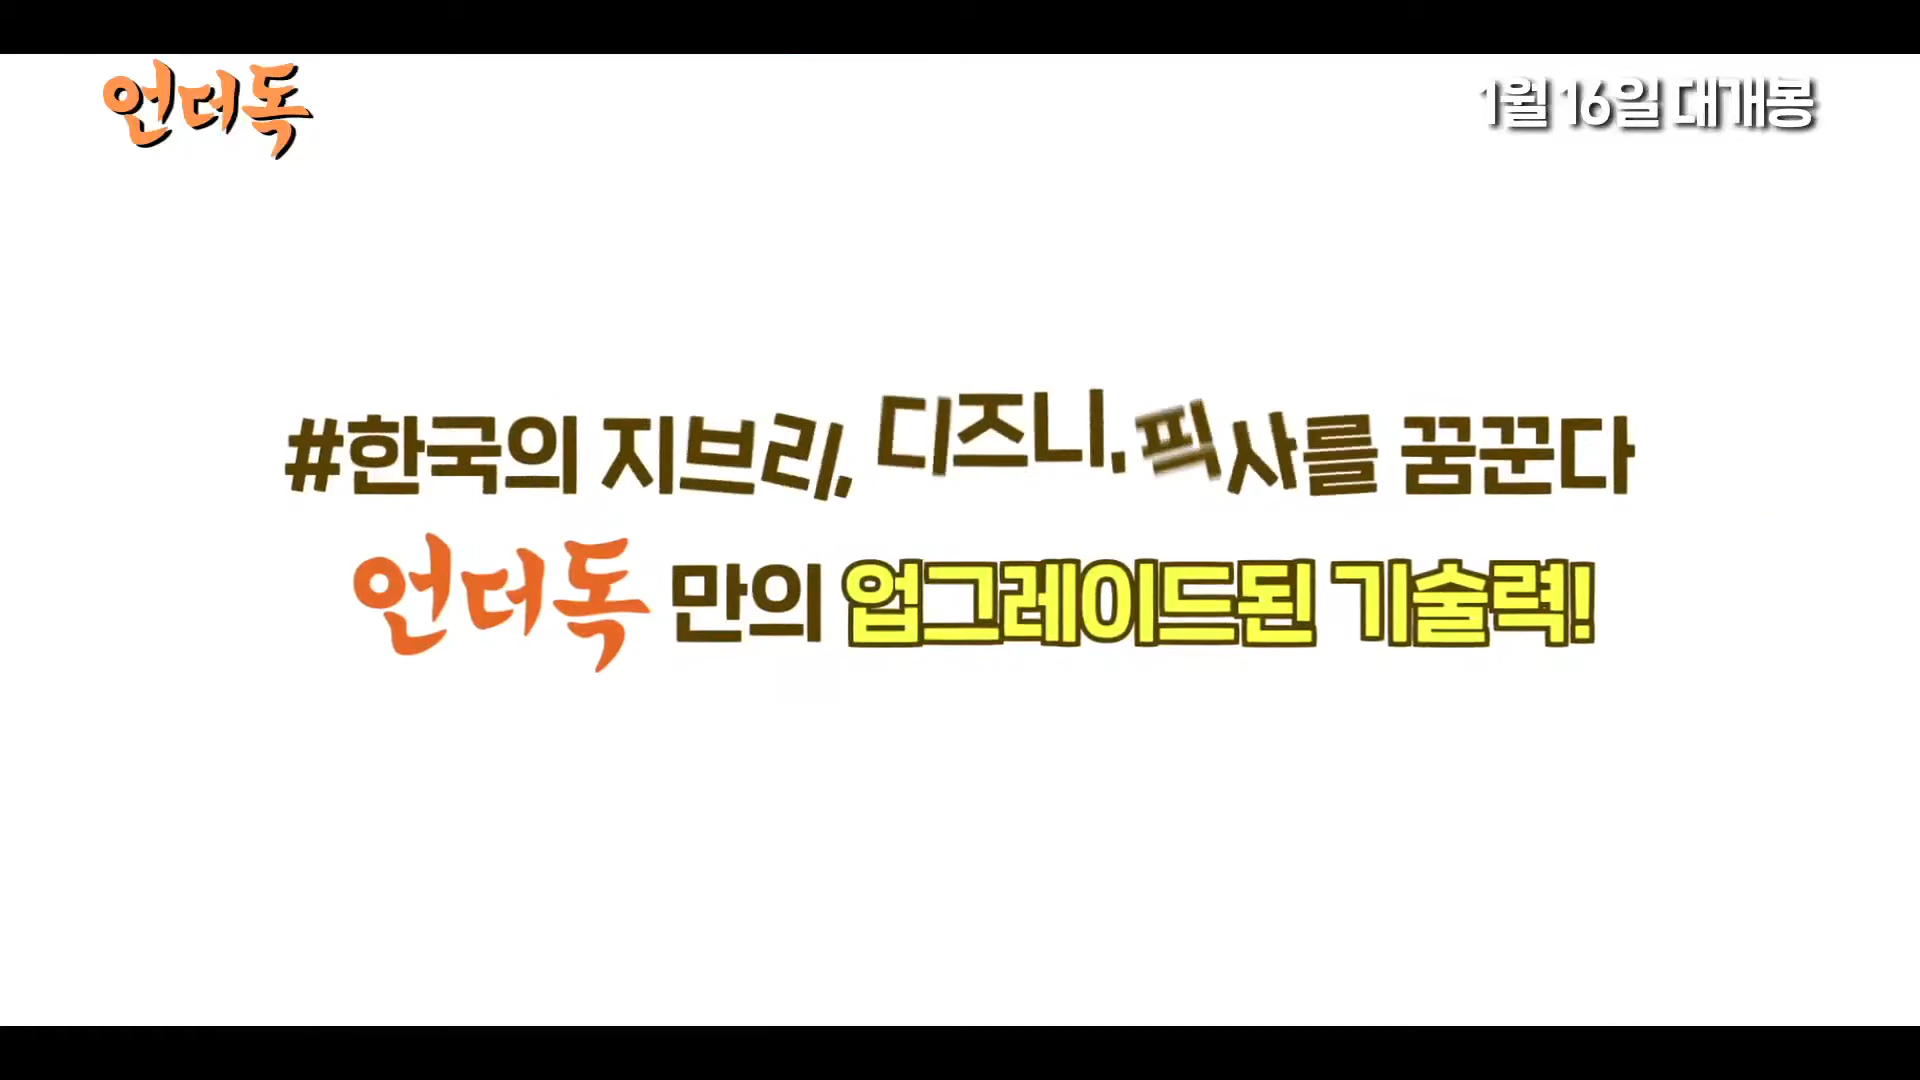 언더독
1월 16일 대개봉
#한국의 지브리, 디즈니, 픽사를 꿈꾼다
언더독 만의 업그레이드된 기술력!